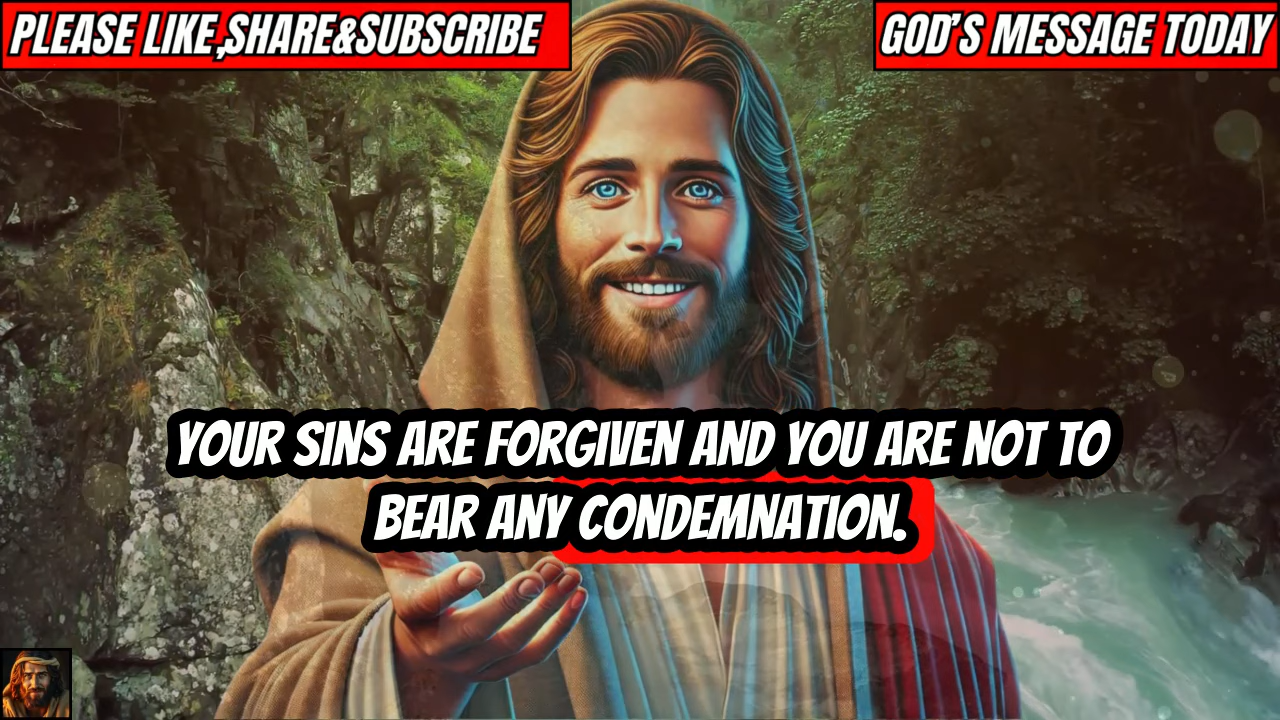 PLEASE LIKE,SHARE&SUBSCRIBE
GOD'S MESSAGE TODAY
YOUR SINS ARE FORGIVEN AND YOU ARE NOT TO
BEAR ANY CONDEMNATION.